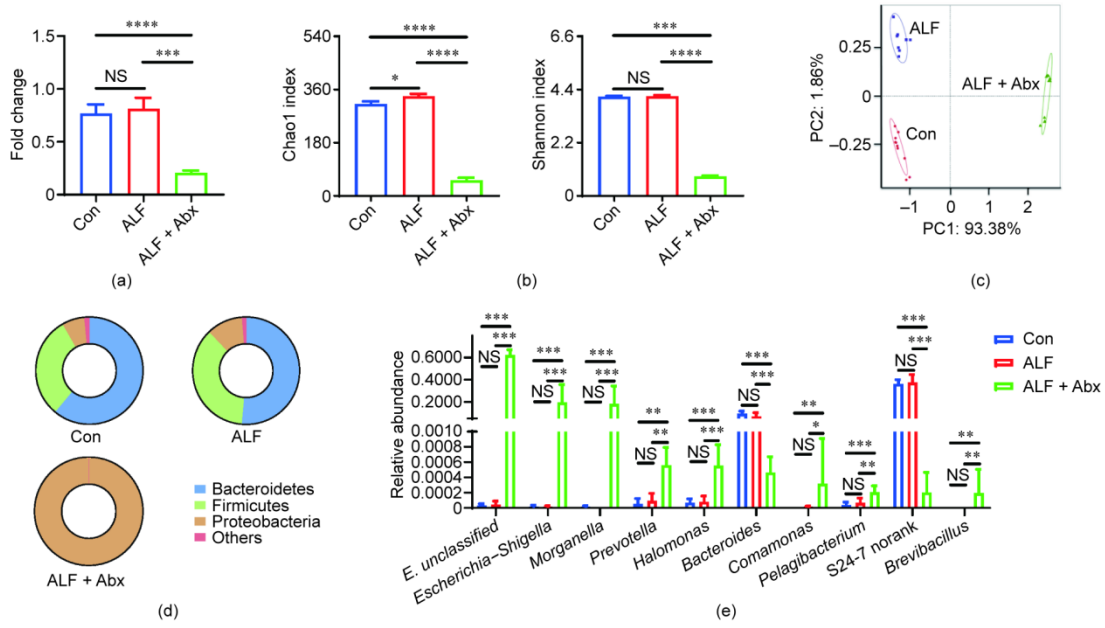 ****
***
NS
1.5
1.0
0.5
0
Fold change
Con
ALF
ALF + Abx
(a)
****
****
*
540
360
180
0
Chao1 index
Con
ALF
ALF + Abx
****
****
NS
6.6
4.4
2.2
0
Shannon index
Con
ALF
ALF + Abx
(b)
ALF
ALF + Abx
Con
0.25
0
−0.25
PC2: 1.86%
−1
0
1
2
PC1: 93.38%
(c)
Con
ALF
ALF + Abx
Bacteroidetes
Firmicutes
Proteobacteria
Others
(d)
Relative abundance
0.6000
0.4000
0.2000
0.0010
0.0008
0.0006
0.0004
0.0002
0
***
***
NS
***
***
NS
***
***
NS
**
**
NS
***
***
NS
***
***
NS
**
*
NS
***
**
NS
***
***
NS
**
**
NS
E. unclassified
Escherichia−Shigella
Morganella
Prevotella
Halomonas
Bacteroides
Comamonas
Pelagibacterium
S24-7 norank
Brevibacillus
Con
ALF
ALF + Abx
(e)